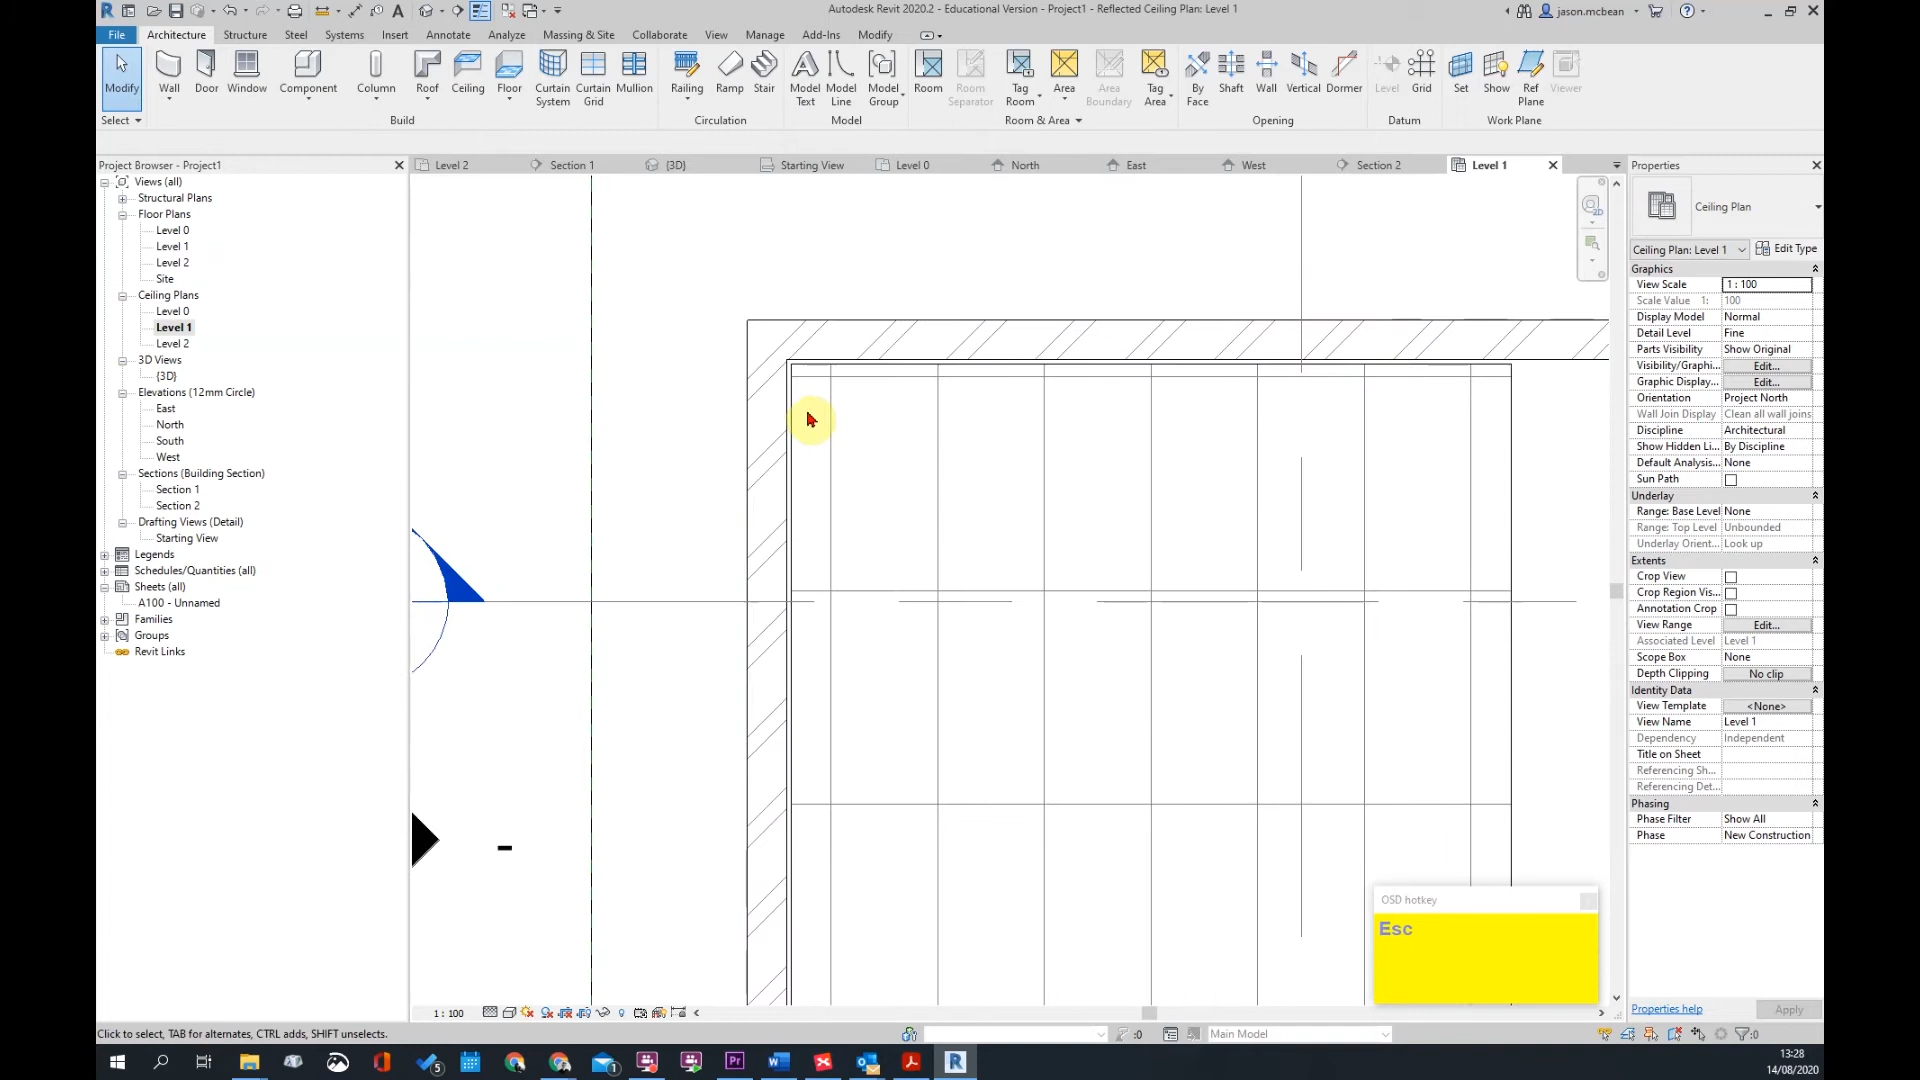 Autodesk Revit 2020.2 - Educational Version - Project1 - Reflected Ceiling Plan: Level 1
jason.mcbean
File Architecture Structure Steel Systems Insert Annotate Analyze Massing & Site Collaborate View Manage Add-Ins Modify
Modify Wall Door Window Component Column Roof Ceiling Floor Curtain System Curtain Grid Mullion Railing Ramp Stair Model Text Model Line Model Group Room Room Separator Tag Room Area Area Boundary Tag Area By Face Shaft Wall Vertical Dormer Level Grid Set Show Ref Plane Viewer
Select Build Circulation Model Room & Area Opening Datum Work Plane
Project Browser - Project1
Level 2 Section 1 {3D} Starting View Level 0 North East West Section 2 Level 1
Views (all)
Structural Plans
Floor Plans
Level 0
Level 1
Level 2
Site
Ceiling Plans
Level 0
Level 1
Level 2
3D Views
{3D}
Elevations (12mm Circle)
East
North
South
West
Sections (Building Section)
Section 1
Section 2
Drafting Views (Detail)
Starting View
Legends
Schedules/Quantities (all)
Sheets (all)
A100 - Unnamed
Families
Groups
Revit Links
2D
OSD hotkey
Esc
Properties
Ceiling Plan
Ceiling Plan: Level 1 Edit Type
Graphics
View Scale 1 : 100
Scale Value 1: 100
Display Model Normal
Detail Level Fine
Parts Visibility Show Original
Visibility/Graphi... Edit...
Graphic Display... Edit...
Orientation Project North
Wall Join Display Clean all wall joins
Discipline Architectural
Show Hidden Li... By Discipline
Default Analysis... None
Sun Path
Underlay
Range: Base Level None
Range: Top Level Unbounded
Underlay Orient... Look up
Extents
Crop View
Crop Region Vis...
Annotation Crop
View Range Edit...
Associated Level Level 1
Scope Box None
Depth Clipping No clip
Identity Data
View Template <None>
View Name Level 1
Dependency Independent
Title on Sheet
Referencing Sh...
Referencing Det...
Phasing
Phase Filter Show All
Phase New Construction
Properties help Apply
1 : 100
Click to select, TAB for alternates, CTRL adds, SHIFT unselects.
:0 Main Model :0
5 1 Pr
13:28
14/08/2020